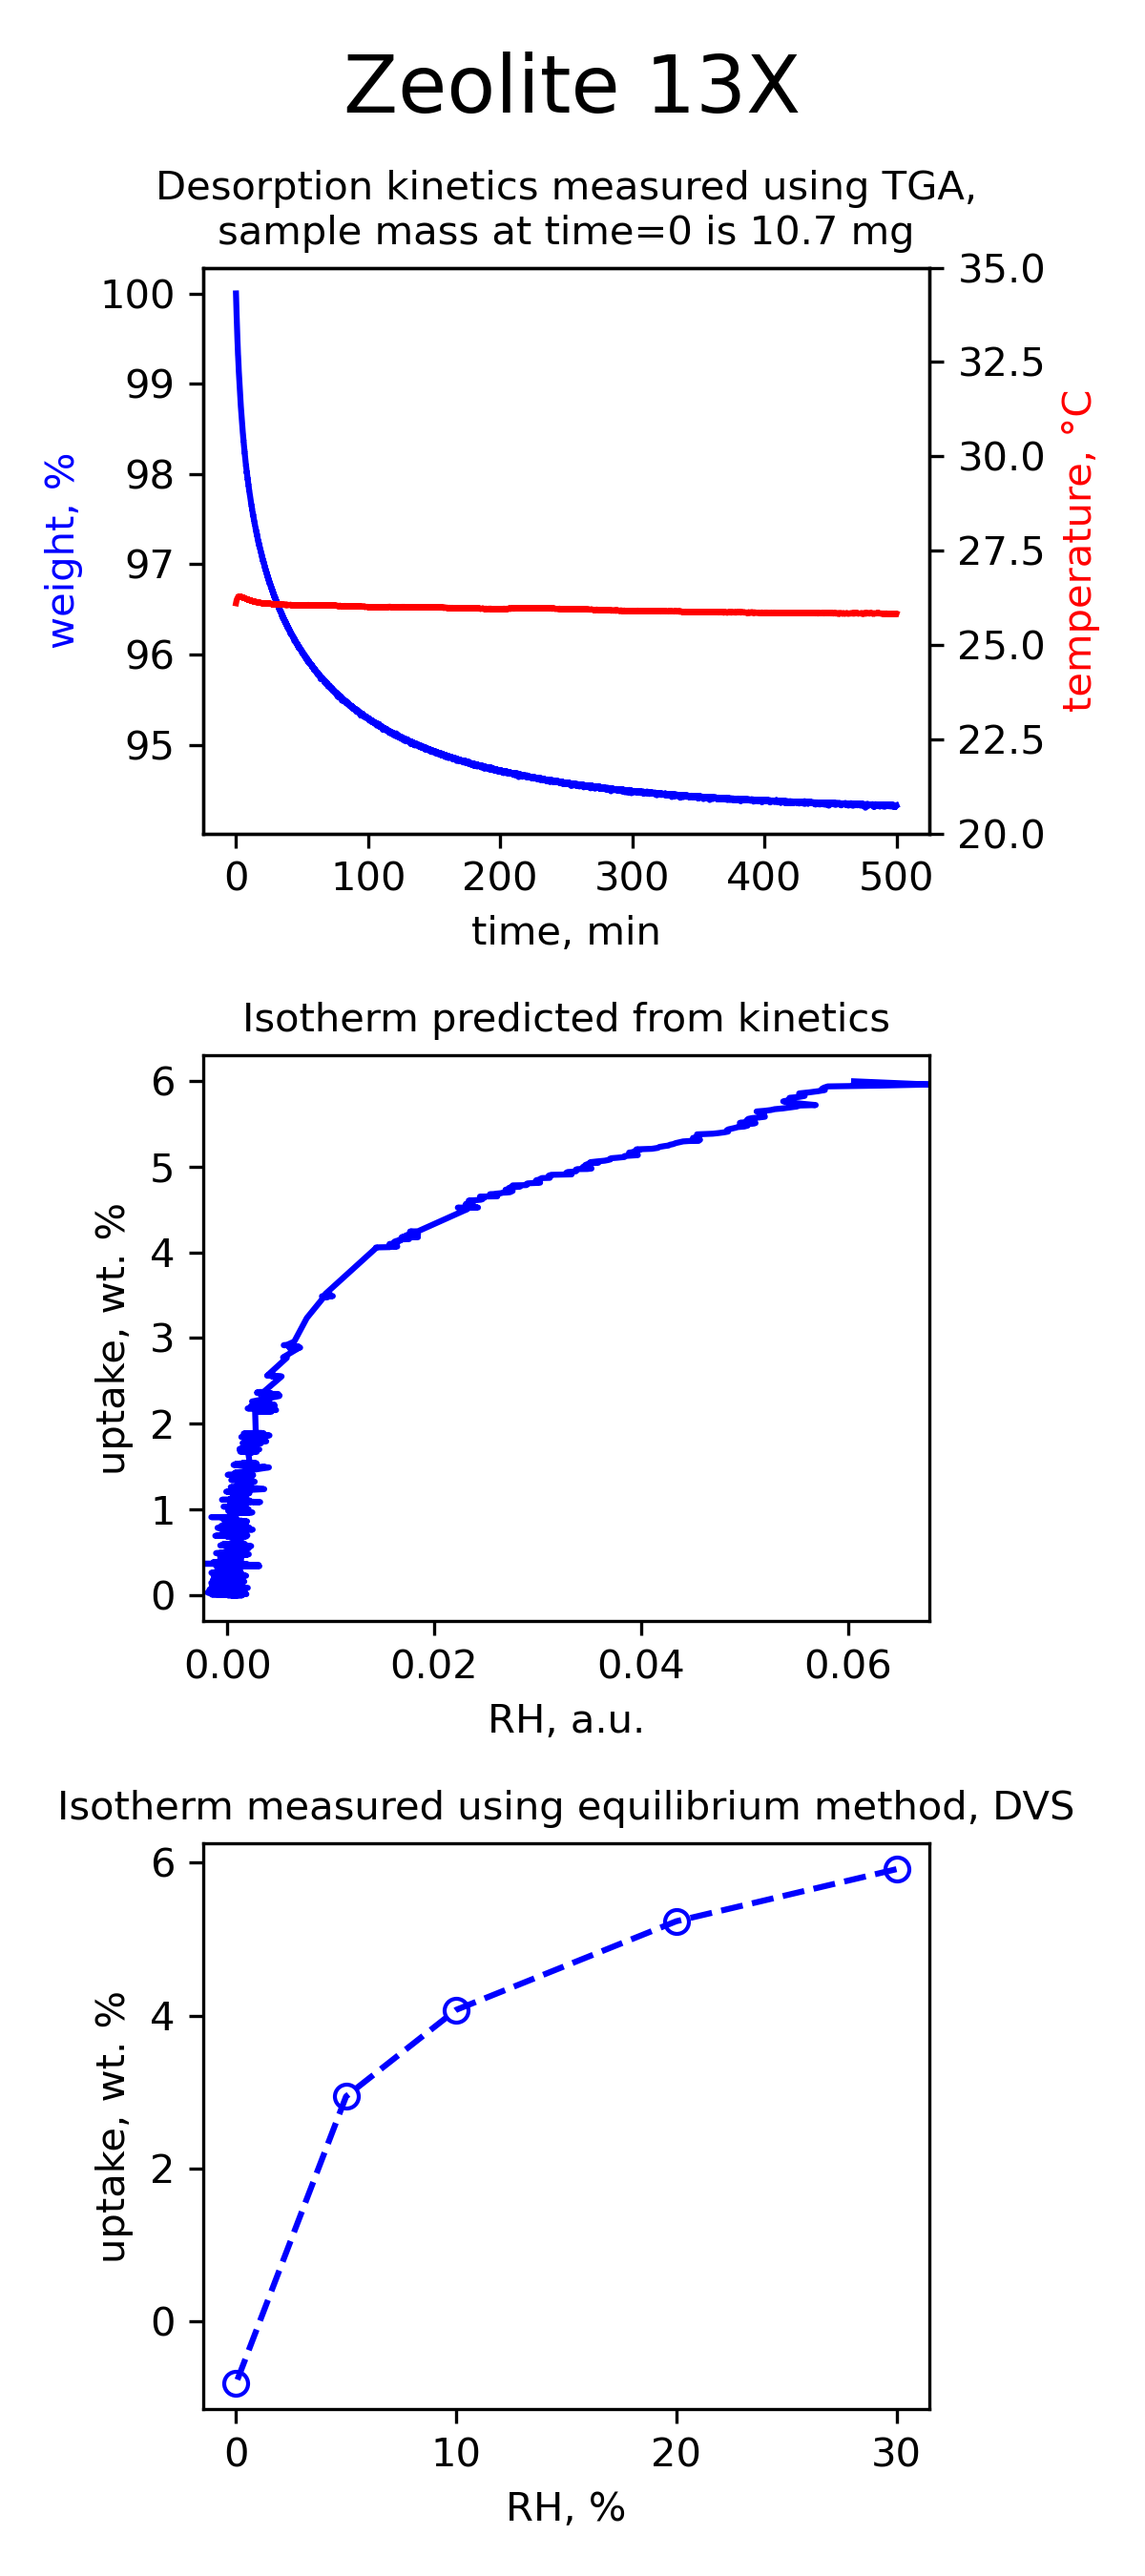 Zeolite 13X
Desorption kinetics measured using TGA,
sample mass at time=0 is 10.7 mg
100
99
98
97
96
95
weight, %
35.0
32.5
30.0
27.5
25.0
22.5
20.0
temperature, °C
0 100 200 300 400 500
time, min
Isotherm predicted from kinetics
6
5
4
3
2
1
0
uptake, wt. %
0.00 0.02 0.04 0.06
RH, a.u.
Isotherm measured using equilibrium method, DVS
6
4
2
0
uptake, wt. %
0 10 20 30
RH, %